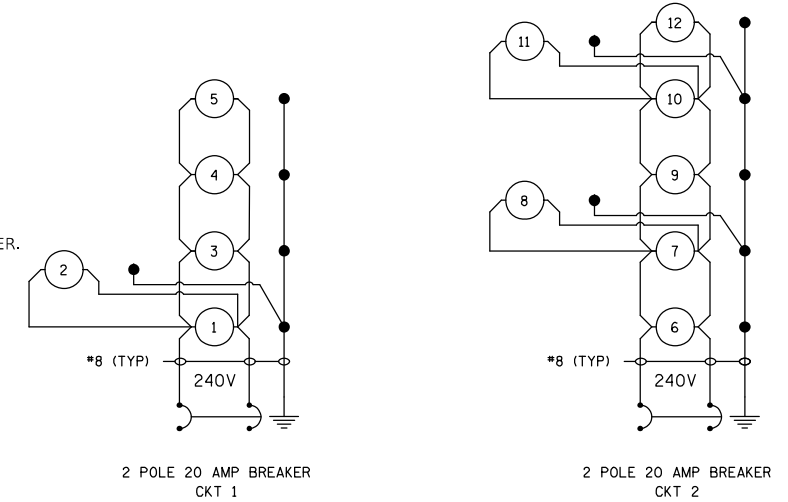 12
11
5
10
4
9
8
ER.
3
7
2
1
6
#8 (TYP)
#8 (TYP)
240V
240V
2 POLE 20 AMP BREAKER
CKT 1
2 POLE 20 AMP BREAKER
CKT 2